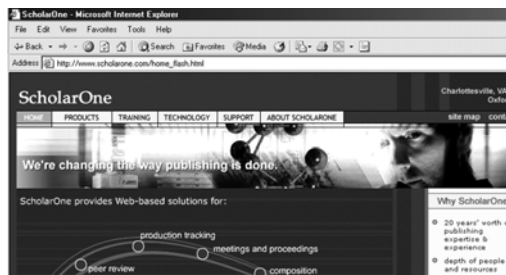 ScholarOne - Microsoft Internet Explorer
File Edit View Favorites Tools Help
Back Search Favorites Media
Address http://www.scholarone.com/home_flash.html
Charlottesville, VA
ScholarOne
HOME PRODUCTS TRAINING TECHNOLOGY SUPPORT ABOUT SCHOLARONE site map
We're changing the way publishing is done.
ScholarOne provides Web-based solutions for:
production tracking
meetings and proceedings
peer review
composition
Why ScholarOne
20 years' worth
publishing
expertise &
experience
depth of people
and resources